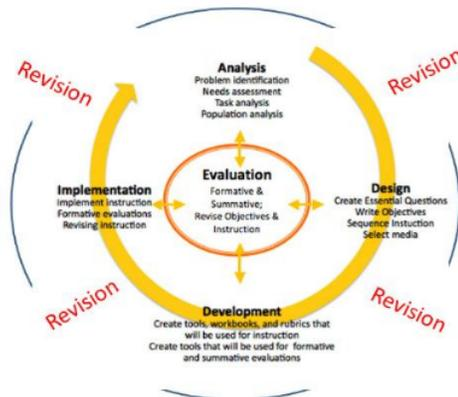 Analysis
Problem identification
Needs assessment
Task analysis
Population analysis
Revision
Revision
Evaluation
Formative &
Summative;
Revise Objectives &
Instruction
Implementation
Implement instruction
Formative evaluations
Revising instruction
Design
Create Essential Questions
Write Objectives
Sequence Instuction
Select media
Revision
Revision
Development
Create tools, workbooks, and rubrics that
will be used for instruction
Create tools that will be used for formative
and summative evaluations